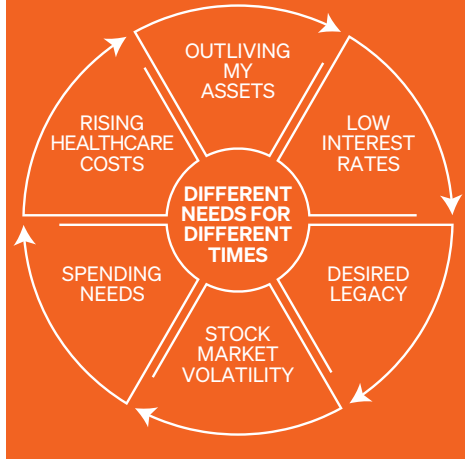 OUTLIVING
MY
ASSETS
LOW
INTEREST
RATES
DESIRED
LEGACY
STOCK
MARKET
VOLATILITY
SPENDING
NEEDS
RISING
HEALTHCARE
COSTS
DIFFERENT
NEEDS FOR
DIFFERENT
TIMES